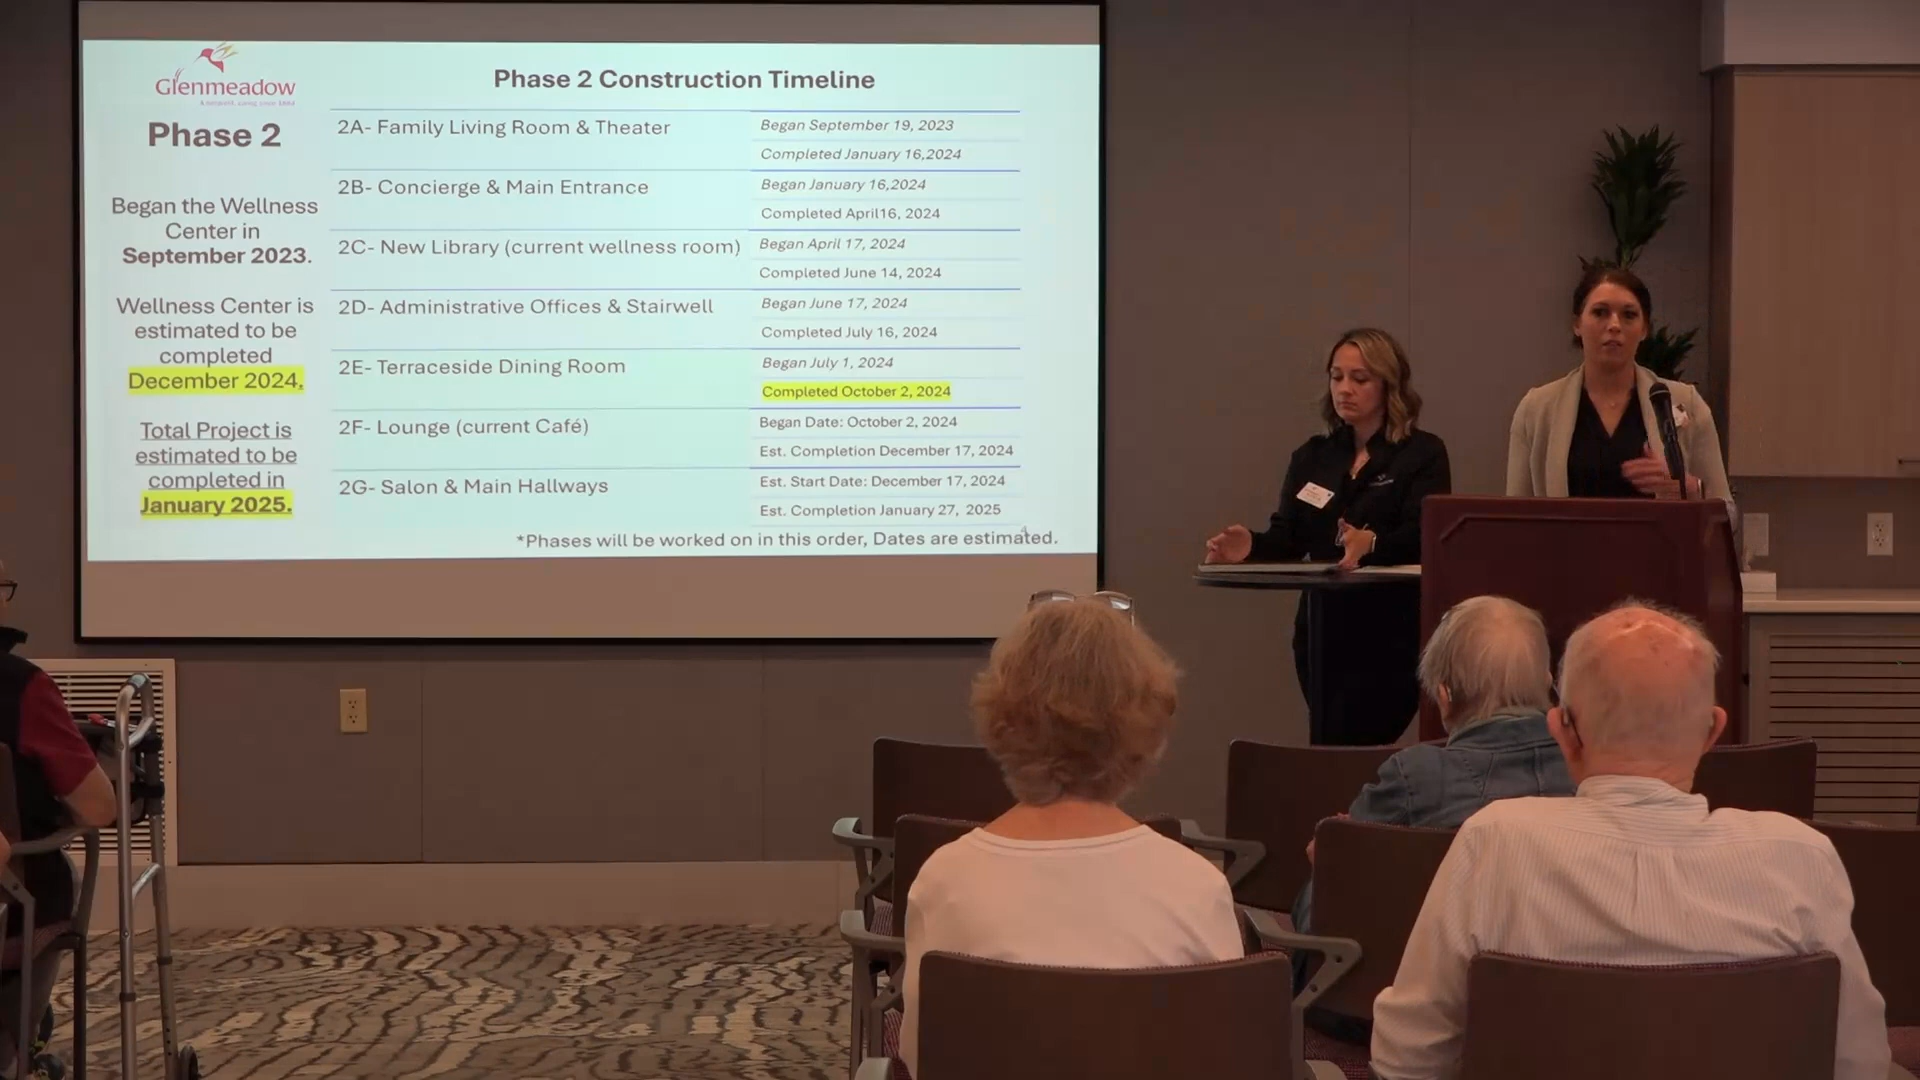 Glenmeadow
Phase 2
Began the Wellness
Center in
September 2023.
Wellness Center is
estimated to be
completed
December 2024.
Total Project is
estimated to be
completed in
January 2025.
Phase 2 Construction Timeline
2A- Family Living Room & Theater
Began September 19, 2023
Completed January 16,2024
2B- Concierge & Main Entrance
Began January 16,2024
Completed April16, 2024
2C- New Library (current wellness room)
Began April 17, 2024
Completed June 14, 2024
2D- Administrative Offices & Stairwell
Began June 17, 2024
Completed July 16, 2024
2E- Terraceside Dining Room
Began July 1, 2024
Completed October 2, 2024
2F- Lounge (current Café)
Began Date: October 2, 2024
Est. Completion December 17, 2024
2G- Salon & Main Hallways
Est. Start Date: December 17, 2024
Est. Completion January 27, 2025
*Phases will be worked on in this order, Dates are estimated.